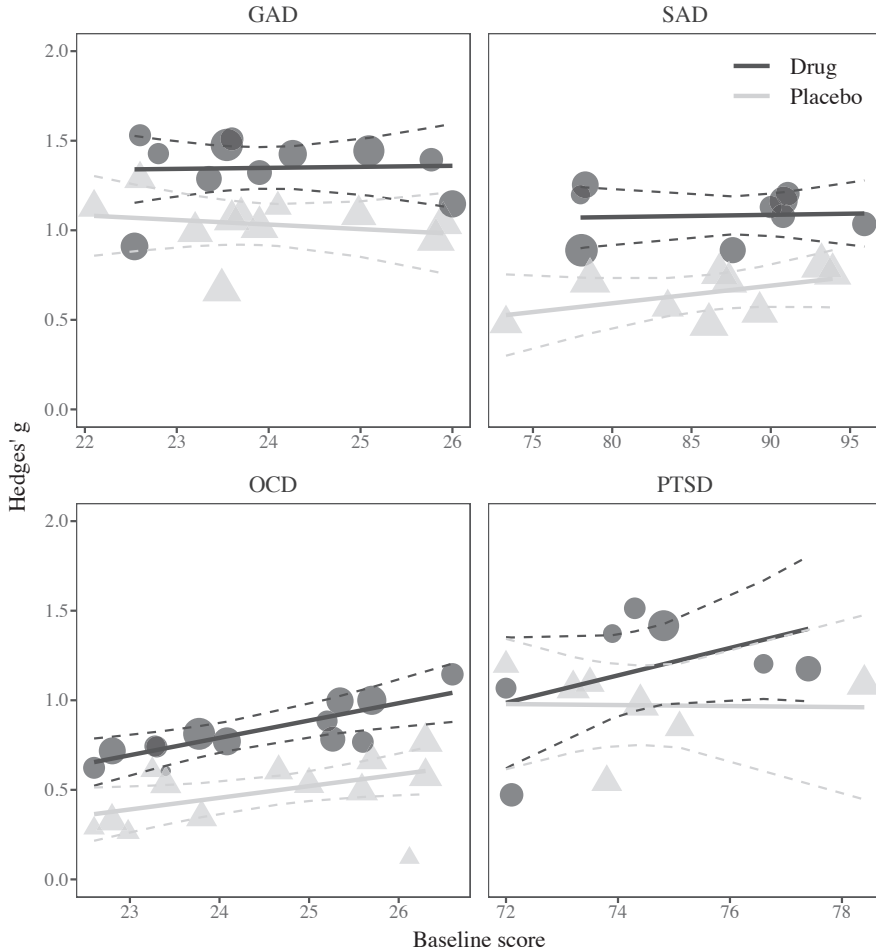 GAD
SAD
2.0
1.5
1.0
0.5
0.0
Drug
Placebo
22 23 24 25 26
75 80 85 90 95
Hedges' g
OCD
PTSD
2.0
1.5
1.0
0.5
0.0
23 24 25 26
72 74 76 78
Baseline score